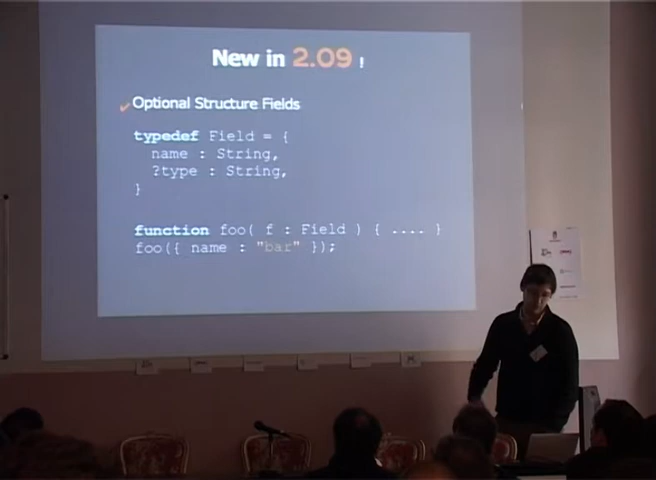 New in 2.09 !
Optional Structure Fields
typedef Field = {
name : String,
?type : String,
}
function foo( f : Field ) { .... }
foo({ name : "bar" });